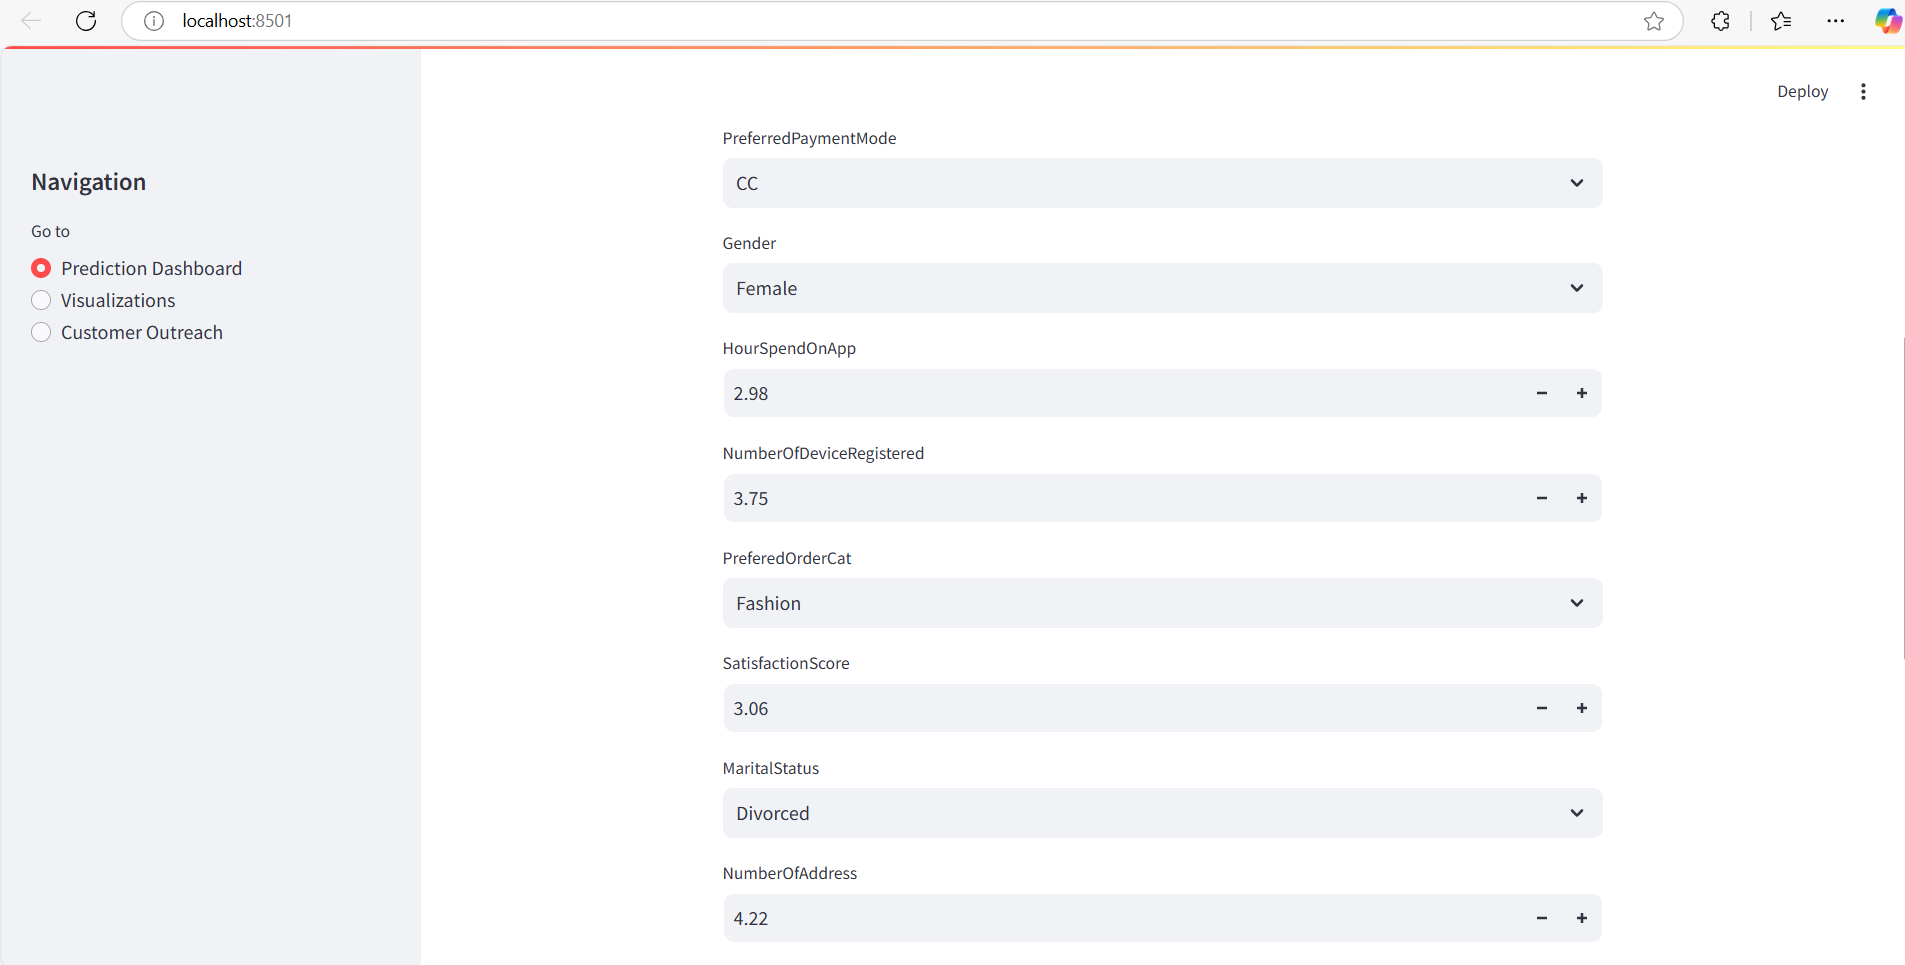 localhost:8501
Deploy
Navigation
Go to
Prediction Dashboard
Visualizations
Customer Outreach
PreferredPaymentMode
CC
Gender
Female
HourSpendOnApp
2.98
NumberOfDeviceRegistered
3.75
PreferedOrderCat
Fashion
SatisfactionScore
3.06
MaritalStatus
Divorced
NumberOfAddress
4.22